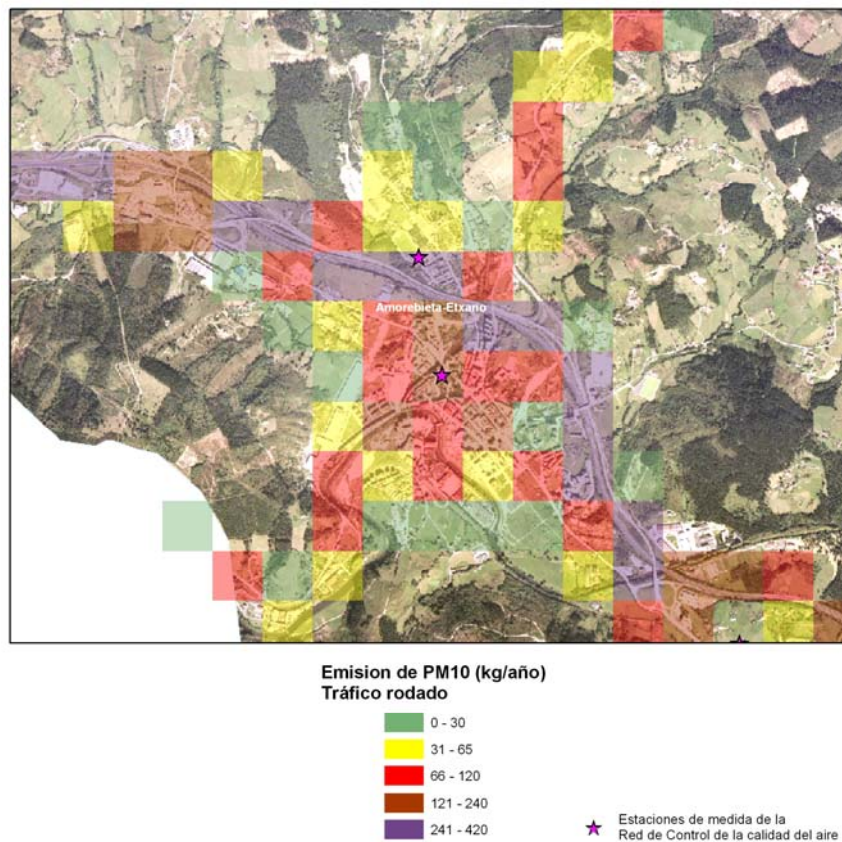 Amorebieta-Etxano
Emision de PM10 (kg/año)
Tráfico rodado
0 - 30
31 - 65
66 - 120
121 - 240
241 - 420
Estaciones de medida de la
Red de Control de la calidad del aire